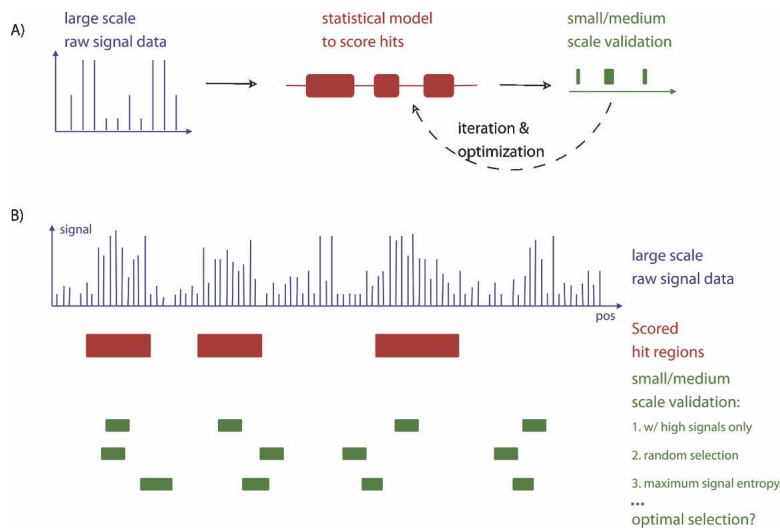 A)
large scale
raw signal data
statistical model
to score hits
small/medium
scale validation
iteration &
optimization
B)
signal
large scale
raw signal data
pos
Scored
hit regions
small/medium
scale validation:
1. w/ high signals only
2. random selection
3. maximum signal entropy
...
optimal selection?